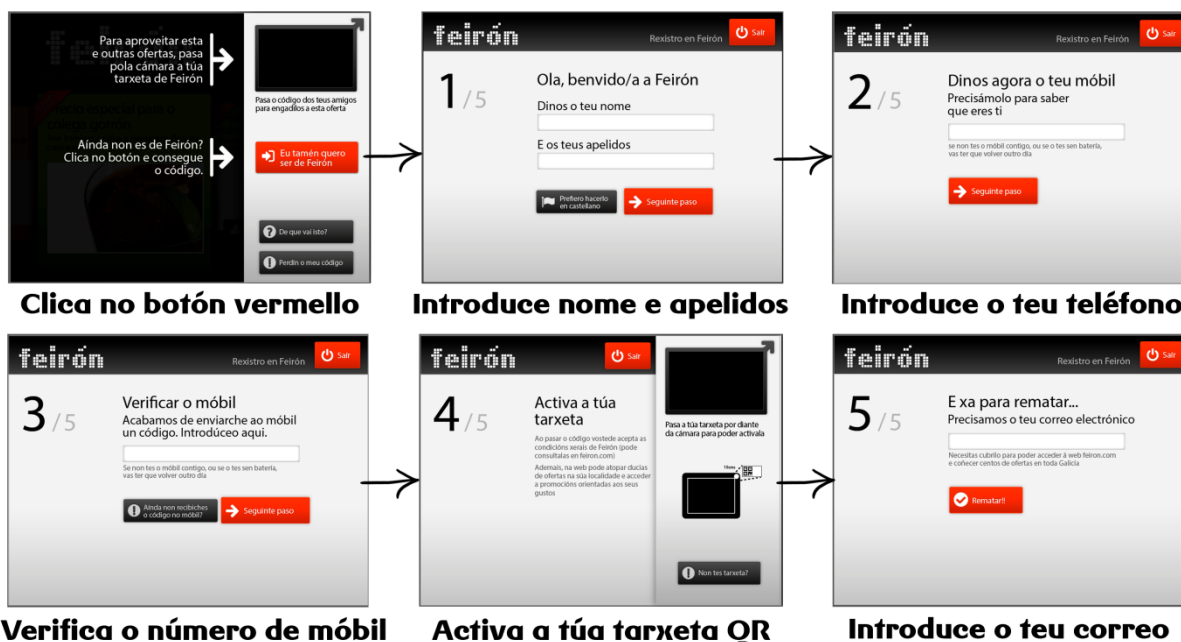 feirón
Para aproveitar esta
e outras ofertas, pasa
pola cámara a túa
tarxeta de Feirón
Precio especial para o
colega gorrón
Aínda non es de Feirón?
Clica no botón e consegue
o código.
Pasa o código dos teus amigos
para engadilos a esta oferta
Eu tamén quero
ser de Feirón
De que vai isto?
Perdín o meu código
Clica no botón vermello
feirón
Rexistro en Feirón
Saír
1/5
Ola, benvido/a a Feirón
Dinos o teu nome
E os teus apelidos
Prefiero hacerlo
en castellano
Seguinte paso
Introduce nome e apelidos
feirón
Rexistro en Feirón
Saír
2/5
Dinos agora o teu móbil
Precisámolo para saber
que eres ti
se non tes o móbil contigo, ou se o tes sen batería,
vas ter que volver outro día
Seguinte paso
Introduce o teu teléfono
feirón
Rexistro en Feirón
Saír
3/5
Verificar o móbil
Acabamos de enviarche ao móbil
un código. Introdúceo aqui.
Se non tes o móbil contigo, ou se o tes sen batería,
vas ter que volver outro día
Aínda non recibiches
o código no móbil?
Seguinte paso
Verifica o número de móbil
feirón
Saír
4/5
Activa a túa
tarxeta
Ao pasar o código vostede acepta as
condicións xerais de Feirón (pode
consultalas en feiron.com)
Ademais, na web pode atopar ducias
de ofertas na súa localidade e acceder
a promocións orientadas aos seus
gustos
Pasa a túa tarxeta por diante
da cámara para poder activala
Non tes tarxeta?
Activa a túa tarxeta QR
feirón
Rexistro en Feirón
Saír
5/5
E xa para rematar...
Precisamos o teu correo electrónico
Necesitas cubrilo para poder acceder á web feiron.com
e coñecer centos de ofertas en toda Galicia
Rematar!!
Introduce o teu correo